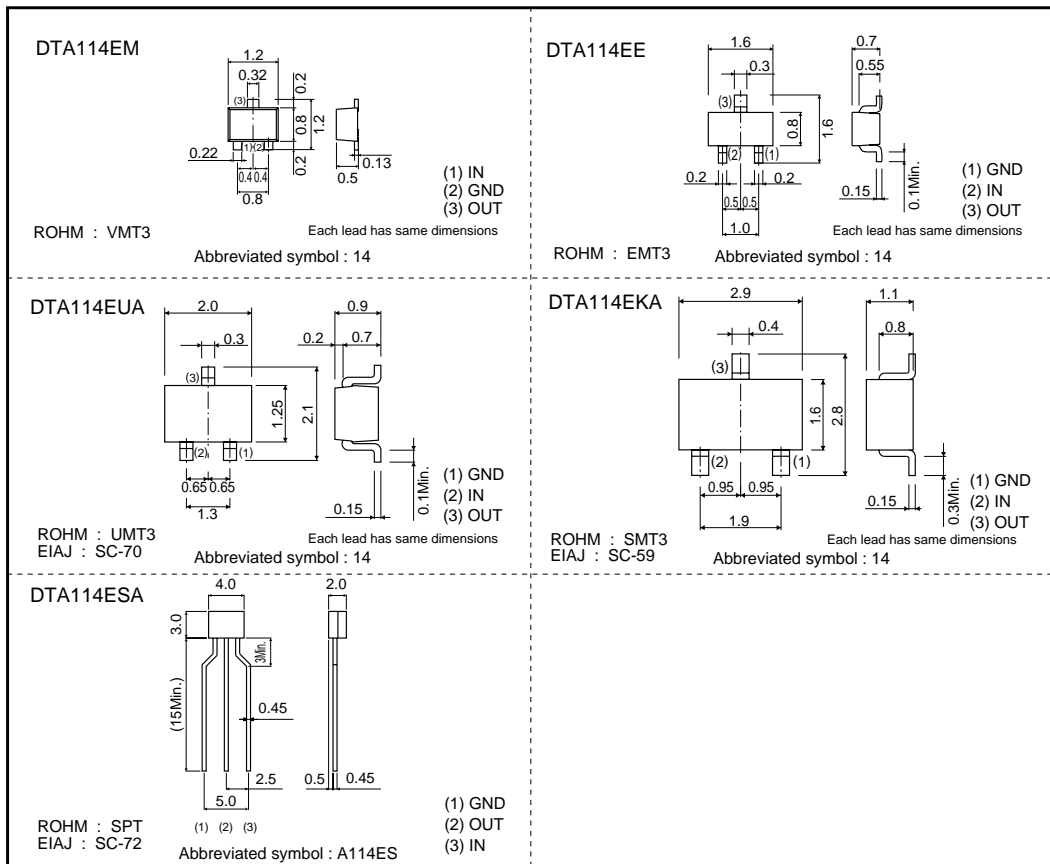 DTA114EM
1.2
0.32
0.2
(3)
0.8
1.2
(1)
(2)
0.22
0.2
0.13
0.4 0.4
0.5
0.8
(1) IN
(2) GND
(3) OUT
Each lead has same dimensions
ROHM : VMT3
Abbreviated symbol : 14
DTA114EE
1.6
0.7
0.3
0.55
(3)
0.8
1.6
(2)
(1)
0.2
0.2
0.15
0.1Min.
0.5 0.5
1.0
(1) GND
(2) IN
(3) OUT
Each lead has same dimensions
ROHM : EMT3
Abbreviated symbol : 14
DTA114EUA
2.0
0.9
0.3
0.2
0.7
(3)
1.25
2.1
(2)
(1)
0.65 0.65
1.3
0.15
0.1Min.
(1) GND
(2) IN
(3) OUT
Each lead has same dimensions
ROHM : UMT3
EIAJ : SC-70
Abbreviated symbol : 14
DTA114EKA
2.9
1.1
0.4
0.8
(3)
1.6
2.8
(2)
(1)
0.95 0.95
1.9
0.15
0.3Min.
(1) GND
(2) IN
(3) OUT
Each lead has same dimensions
ROHM : SMT3
EIAJ : SC-59
Abbreviated symbol : 14
DTA114ESA
4.0
2.0
3.0
3Min.
(15Min.)
0.45
2.5
0.5
0.45
5.0
(1) (2) (3)
(1) GND
(2) OUT
(3) IN
ROHM : SPT
EIAJ : SC-72
Abbreviated symbol : A114ES